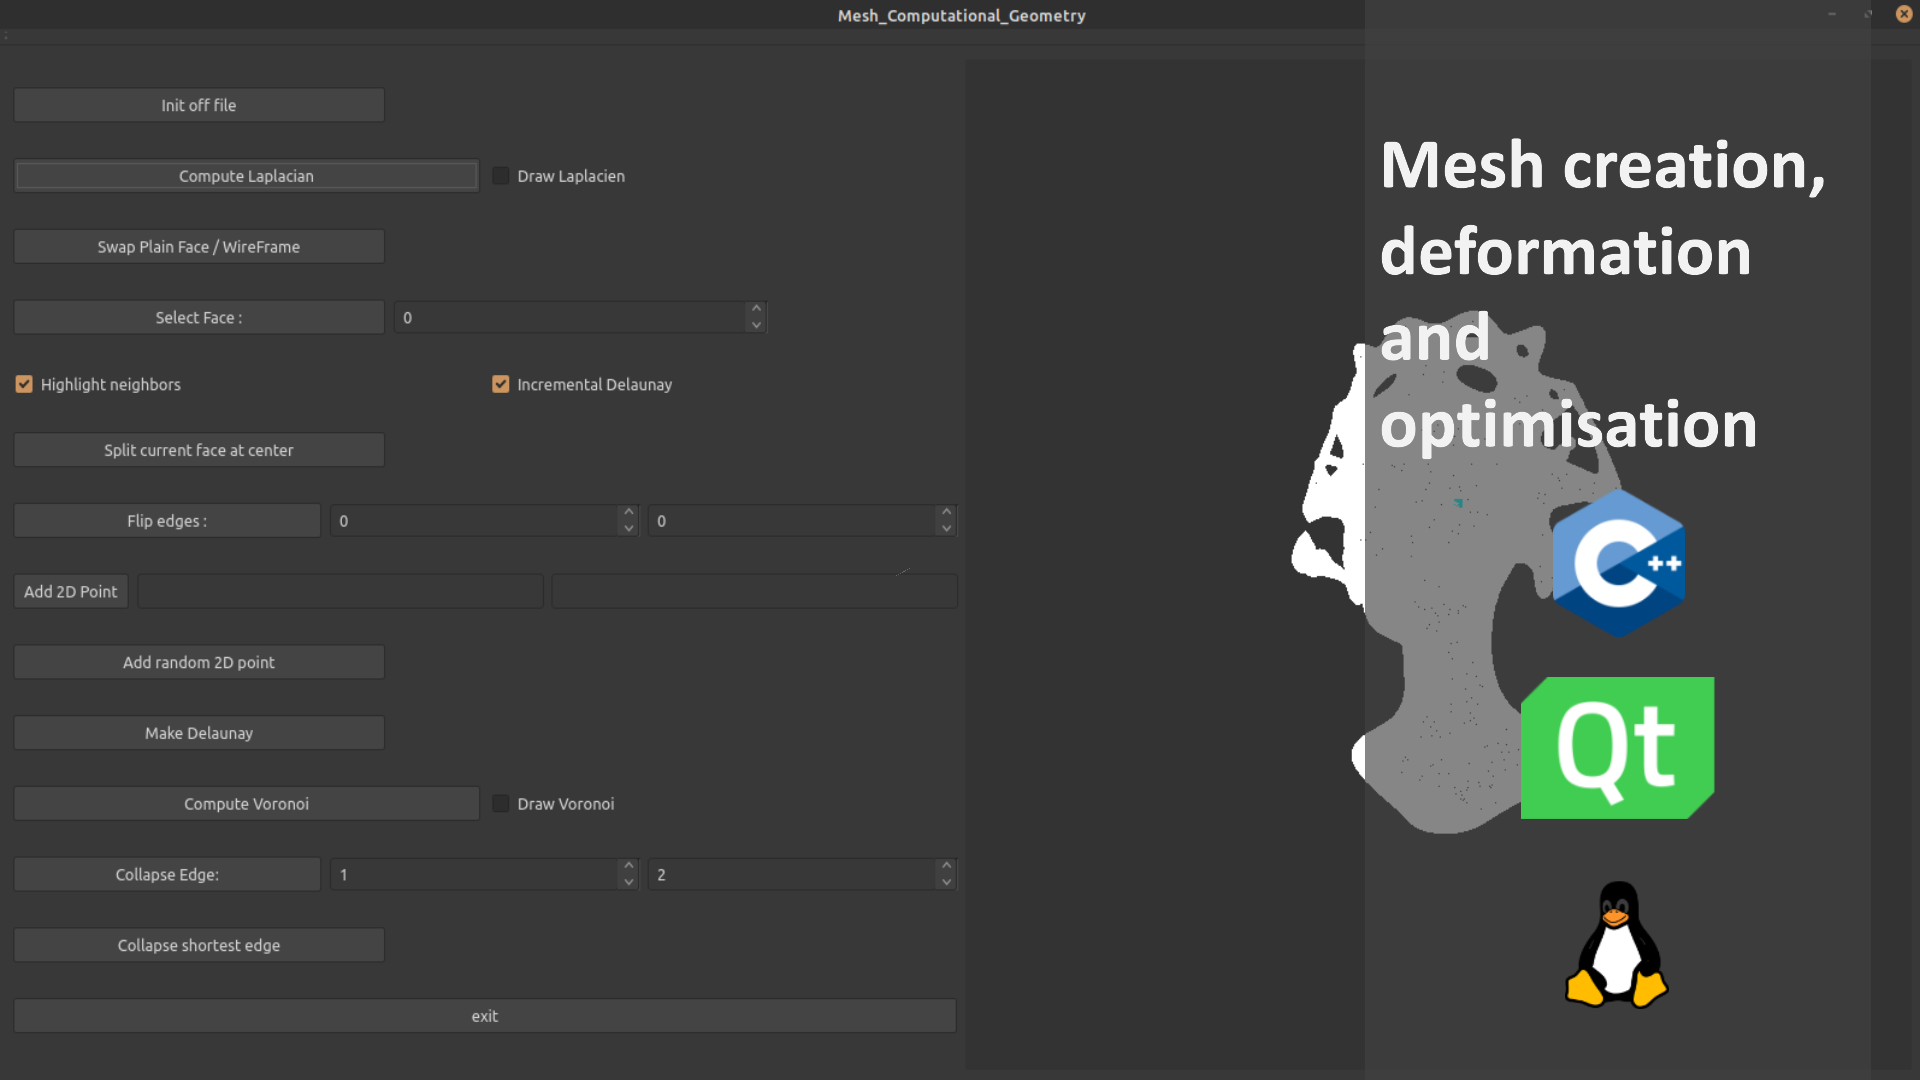 Mesh_Computational_Geometry
Init off file
Compute Laplacian
Draw Laplacien
Swap Plain Face / WireFrame
Select Face :
0
Highlight neighbors
Incremental Delaunay
Split current face at center
Flip edges :
0
0
Add 2D Point
Add random 2D point
Make Delaunay
Compute Voronoi
Draw Voronoi
Collapse Edge:
1
2
Collapse shortest edge
exit
Mesh creation,
deformation
and
optimisation
C++
Qt